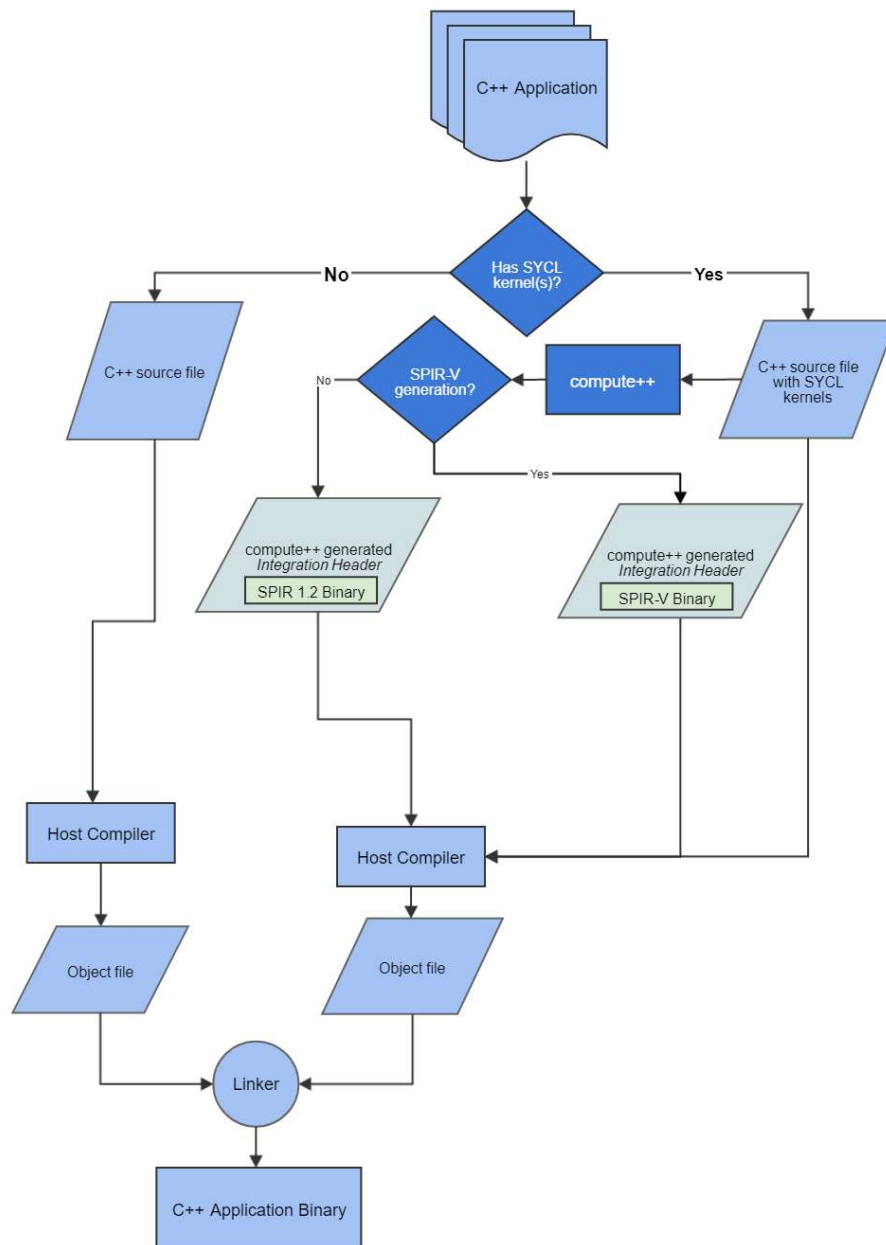 C++ Application
Has SYCL
kernel(s)?
No
Yes
C++ source file
C++ source file
with SYCL
kernels
compute++
SPIR-V
generation?
No
Yes
compute++ generated
Integration Header
SPIR 1.2 Binary
compute++ generated
Integration Header
SPIR-V Binary
Host Compiler
Host Compiler
Object file
Object file
Linker
C++ Application Binary